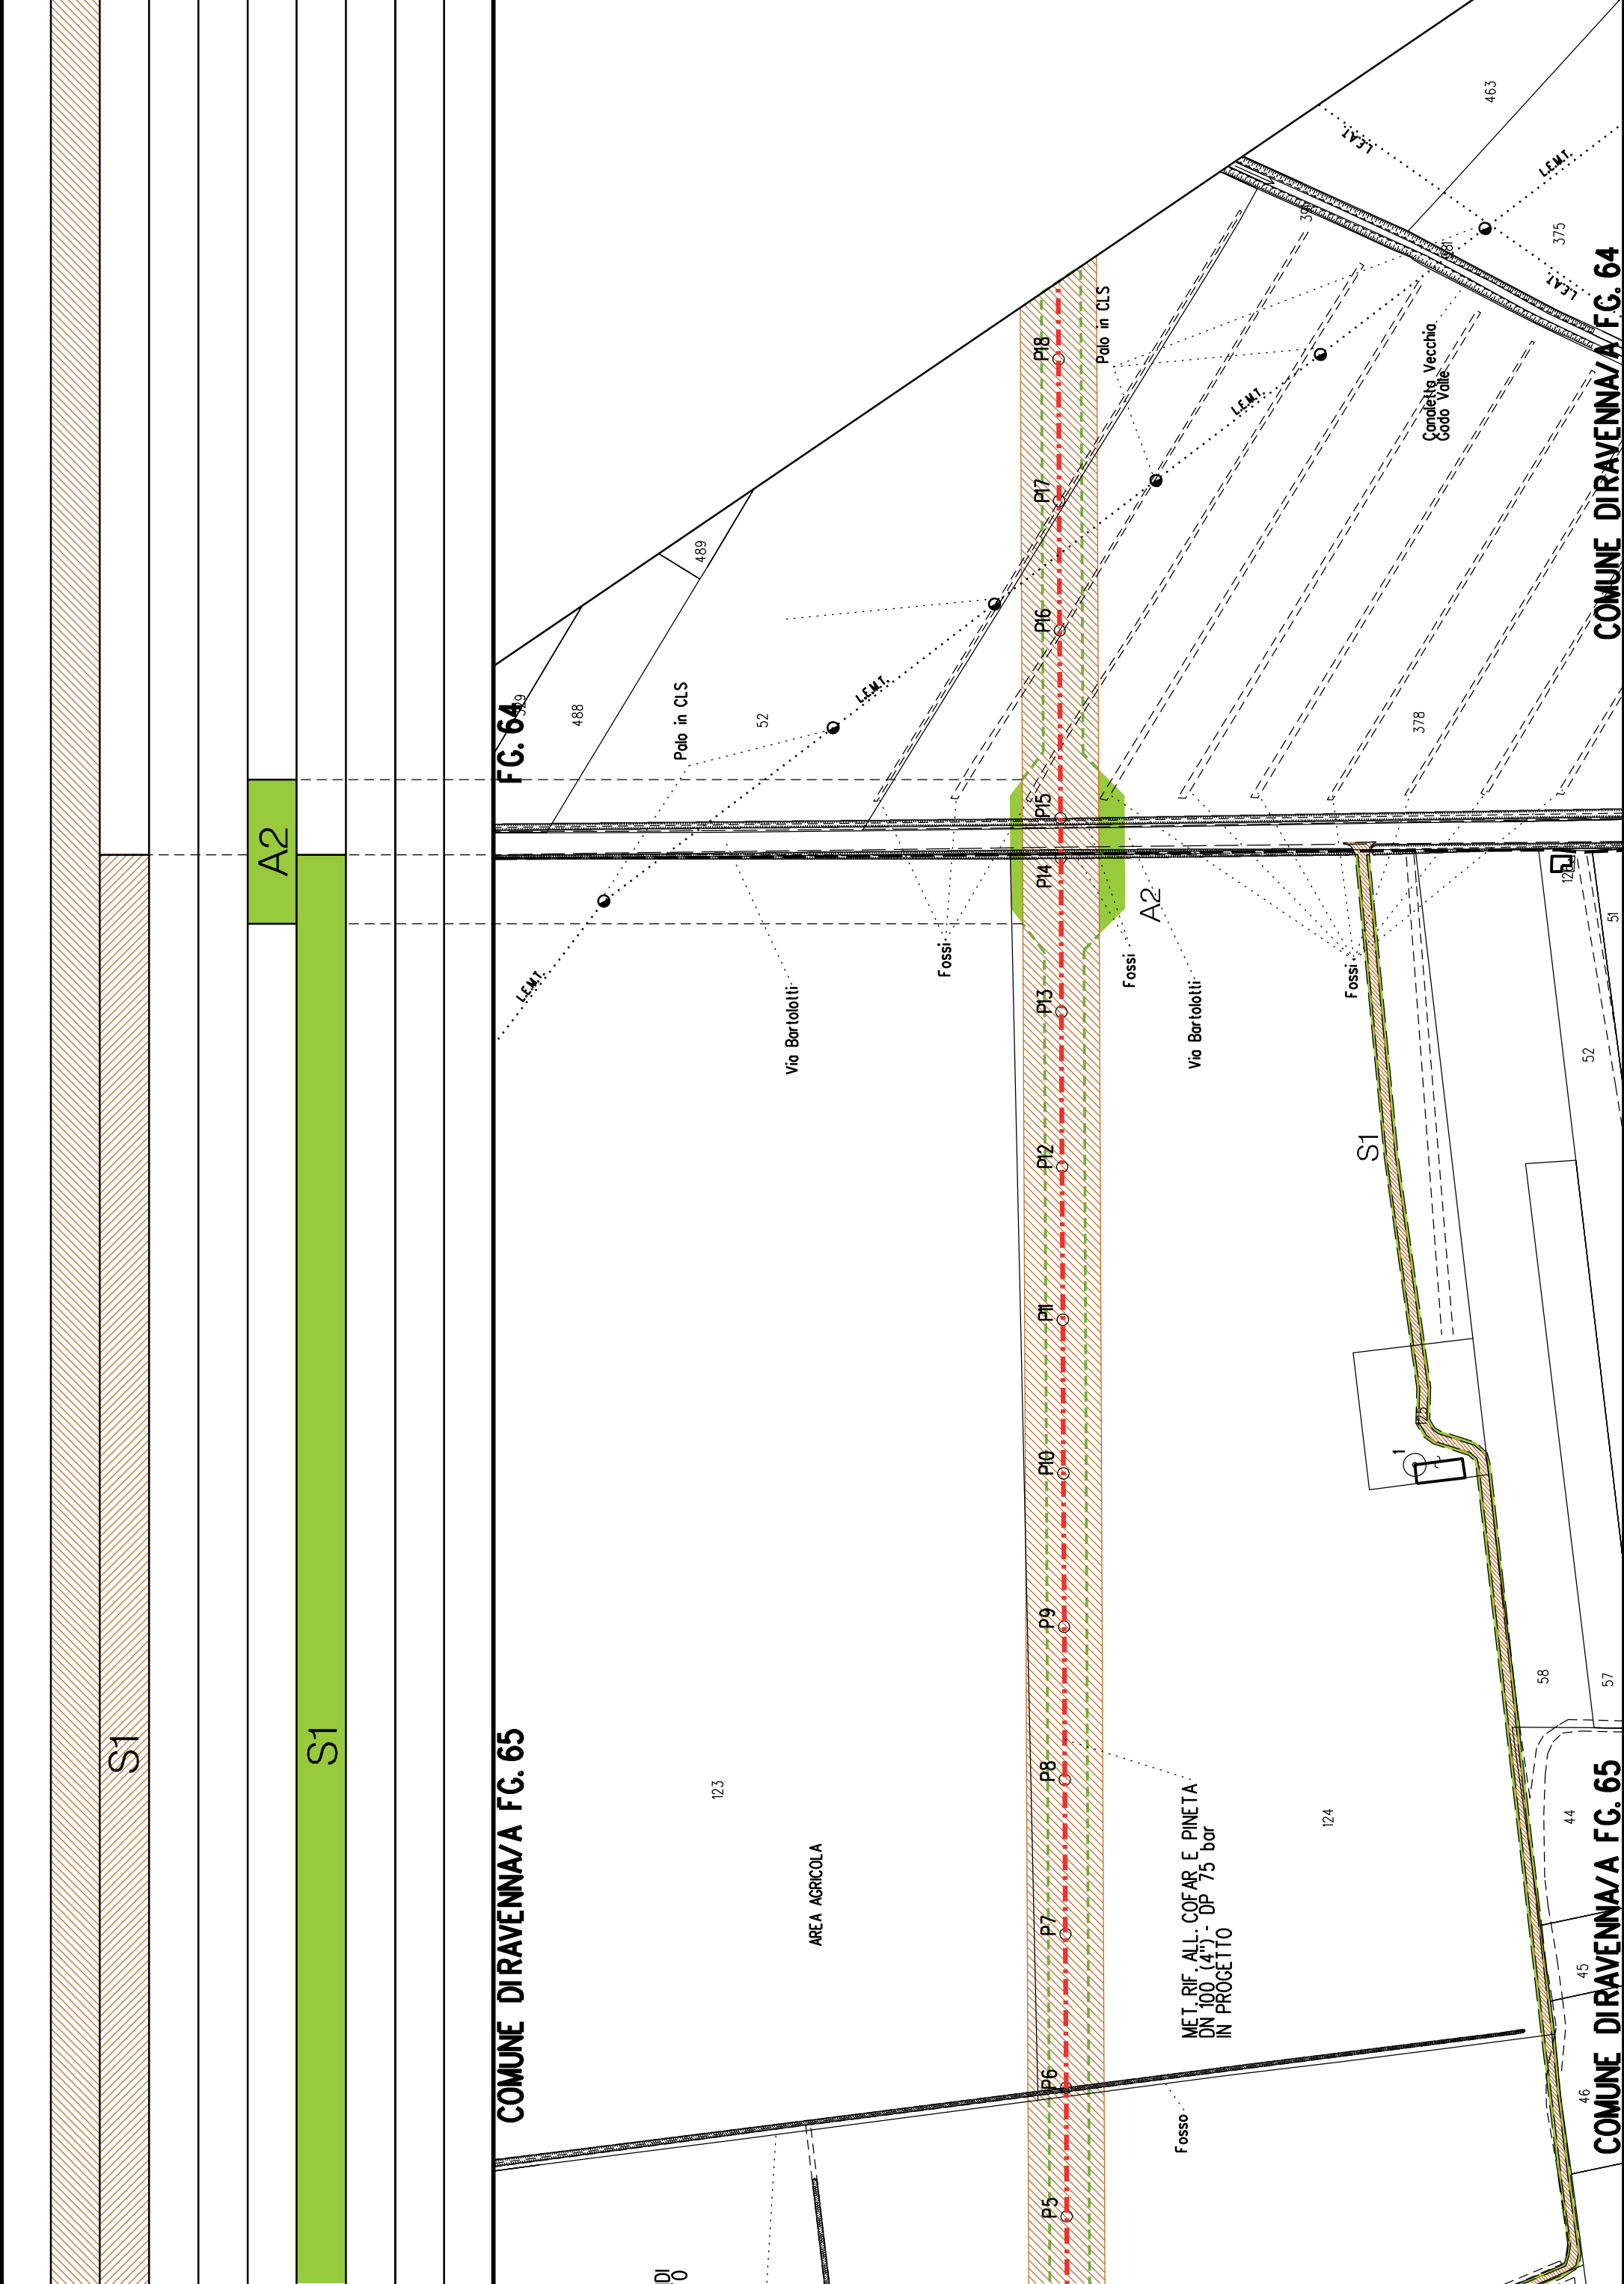 S1
A2
S1
COMUNE DI RAVENNA/A FG. 65
FG. 64
529
488
489
52
Palo in CLS
L.E.M.T.
L.E.M.T.
L.E.M.T.
L.E.M.T.
L.E.A.T.
L.E.A.T.
463
375
381
378
Palo in CLS
Canaletta Vecchia
Godo Valle
Via Bartolotti
Via Bartolotti
Fossi
Fossi
Fossi
A2
S1
P5
P6
P7
P8
P9
P10
P11
P12
P13
P14
P15
P16
P17
P18
123
AREA AGRICOLA
MET. RIF. ALL. COFAR E PINETA
DN 100 (4") - DP 75 bar
IN PROGETTO
124
Fosso
125
1
51
52
58
57
44
45
46
COMUNE DI RAVENNA/A FG. 65
COMUNE DI RAVENNA/A FG. 64